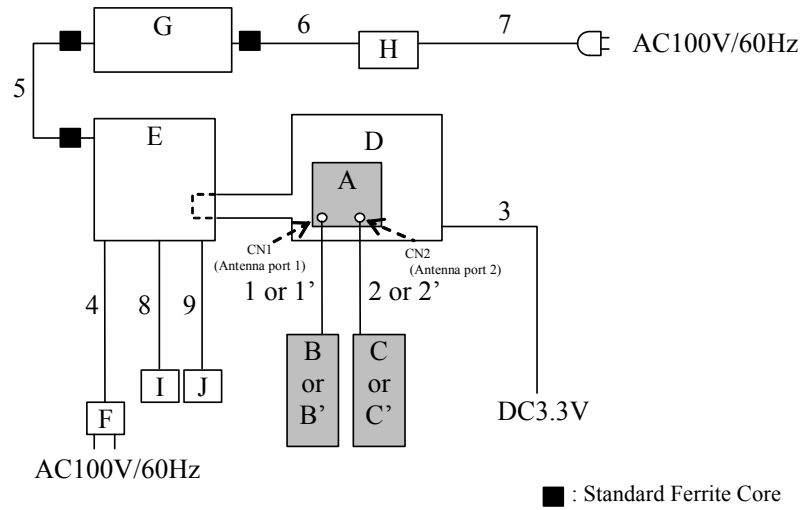 G
6
H
7
AC100V/60Hz
5
E
D
A
3
CN1
(Antenna port 1)
CN2
(Antenna port 2)
1 or 1’
2 or 2’
4
8
9
B
or
B’
C
or
C’
I
J
F
DC3.3V
AC100V/60Hz
: Standard Ferrite Core